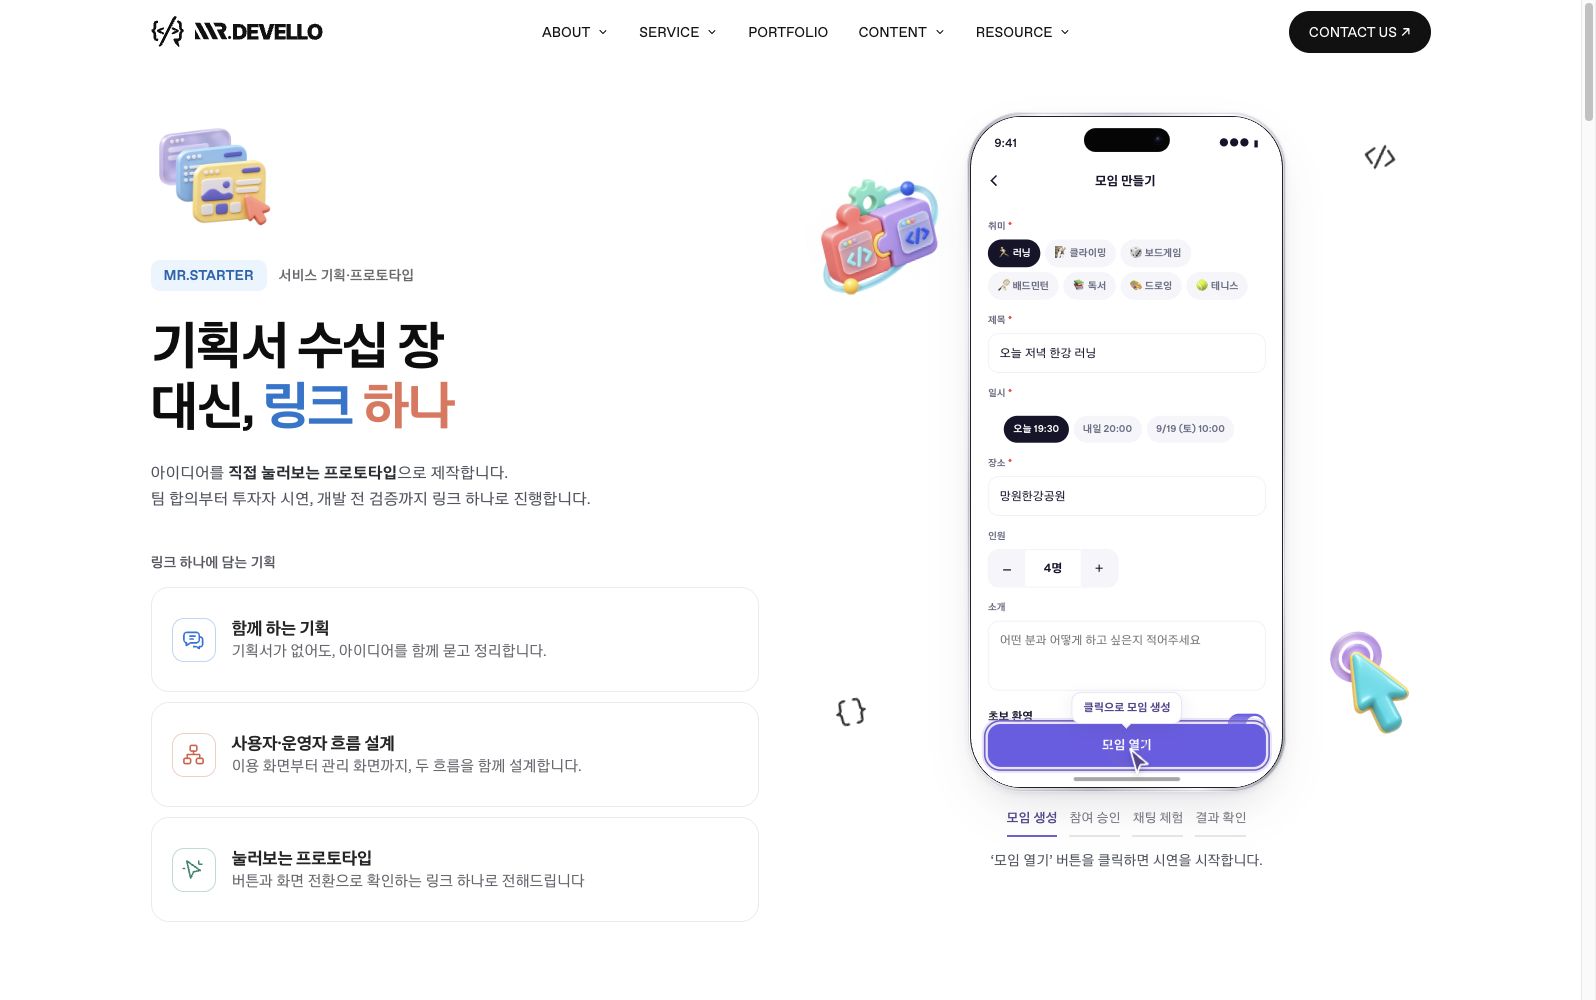 MR.DEVELLO
ABOUT
SERVICE
PORTFOLIO
CONTENT
RESOURCE
CONTACT US
MR.STARTER 서비스 기획·프로토타입
기획서 수십 장
대신, 링크 하나
아이디어를 직접 눌러보는 프로토타입으로 제작합니다.
팀 합의부터 투자자 시연, 개발 전 검증까지 링크 하나로 진행합니다.
링크 하나에 담는 기획
함께 하는 기획
기획서가 없어도, 아이디어를 함께 묻고 정리합니다.
사용자·운영자 흐름 설계
이용 화면부터 관리 화면까지, 두 흐름을 함께 설계합니다.
눌러보는 프로토타입
버튼과 화면 전환으로 확인하는 링크 하나로 전해드립니다
</>
{ }
9:41
모임 만들기
취미 *
러닝 클라이밍 보드게임
배드민턴 독서 드로잉 테니스
제목 *
오늘 저녁 한강 러닝
일시 *
오늘 19:30 내일 20:00 9/19 (토) 10:00
장소 *
망원한강공원
인원
– 4명 +
소개
어떤 분과 어떻게 하고 싶은지 적어주세요
초보 환영
클릭으로 모임 생성
모임 열기
모임 생성 참여 승인 채팅 체험 결과 확인
‘모임 열기’ 버튼을 클릭하면 시연을 시작합니다.